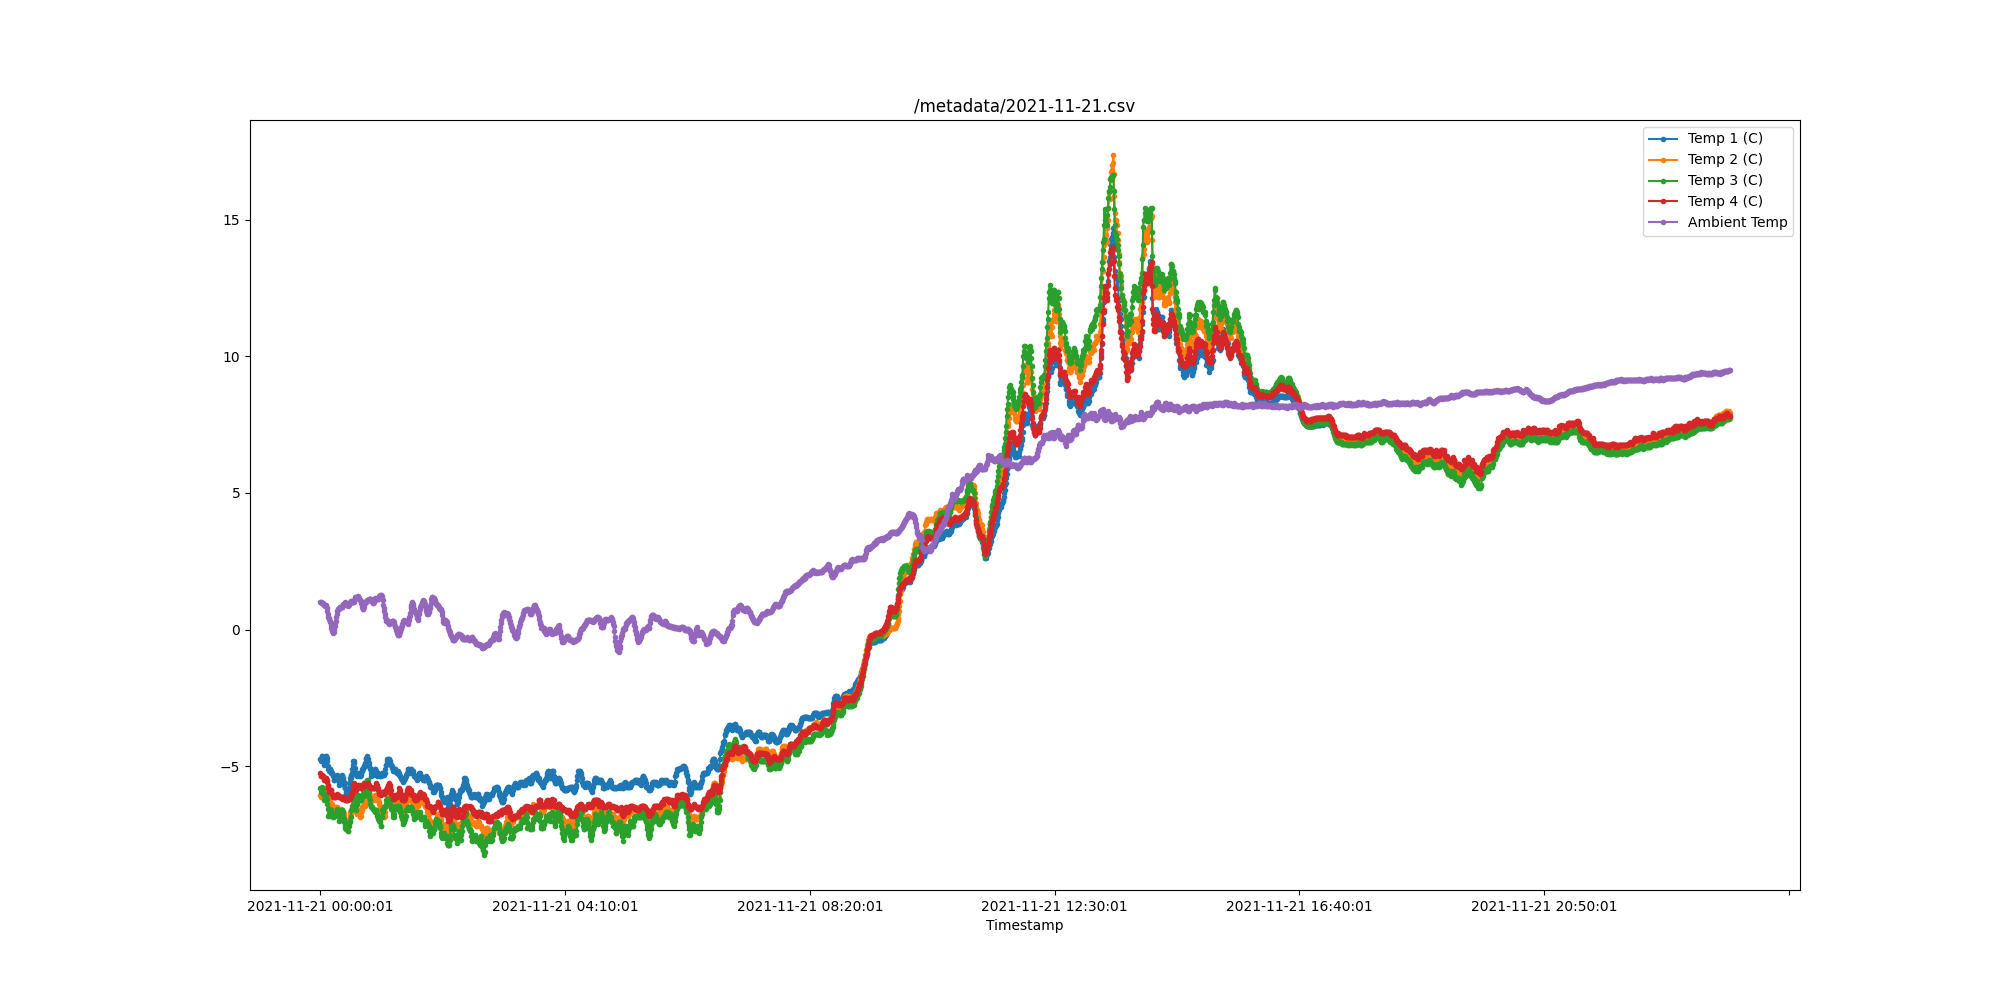 /metadata/2021-11-21.csv
Temp 1 (C)
Temp 2 (C)
Temp 3 (C)
Temp 4 (C)
Ambient Temp
15
10
5
0
−5
2021-11-21 00:00:01 2021-11-21 04:10:01 2021-11-21 08:20:01 2021-11-21 12:30:01 2021-11-21 16:40:01 2021-11-21 20:50:01
Timestamp